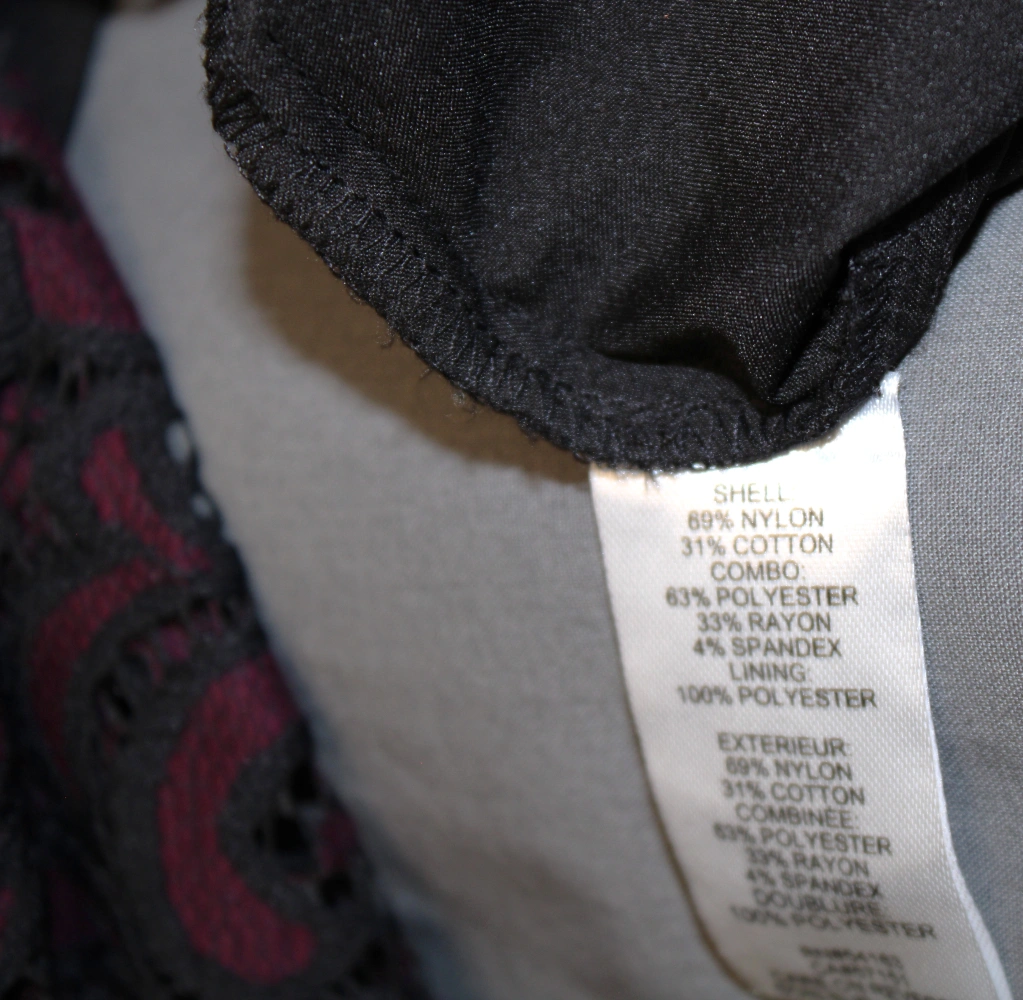 SHELL
69% NYLON
31% COTTON
COMBO:
63% POLYESTER
33% RAYON
4% SPANDEX
LINING:
100% POLYESTER
EXTERIEUR:
69% NYLON
31% COTTON
COMBINÉE:
63% POLYESTER
33% RAYON
4% SPANDEX
DOUBLURE:
100% POLYESTER